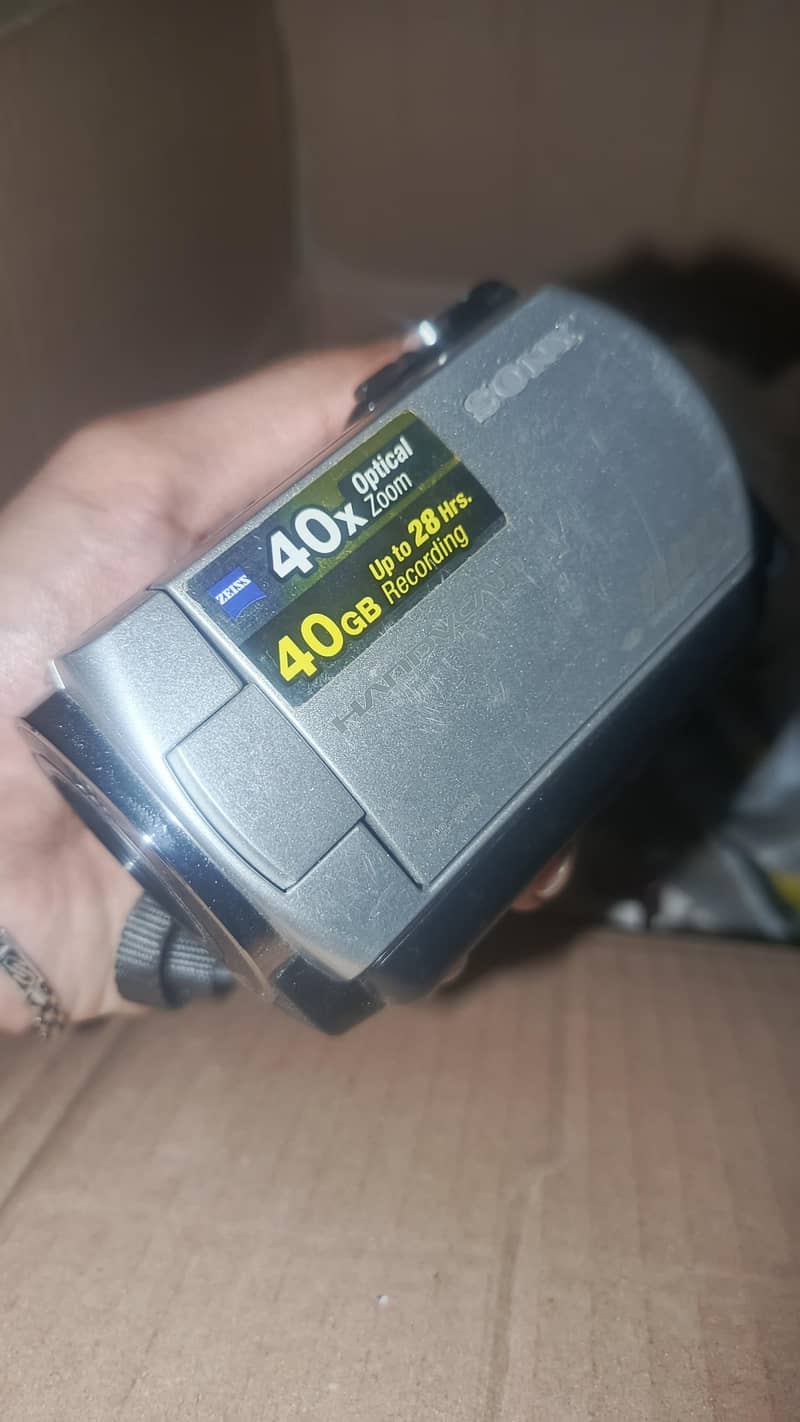 SONY
ZEISS
40x Optical Zoom
40GB Up to 28 Hrs. Recording
HANDYCAM